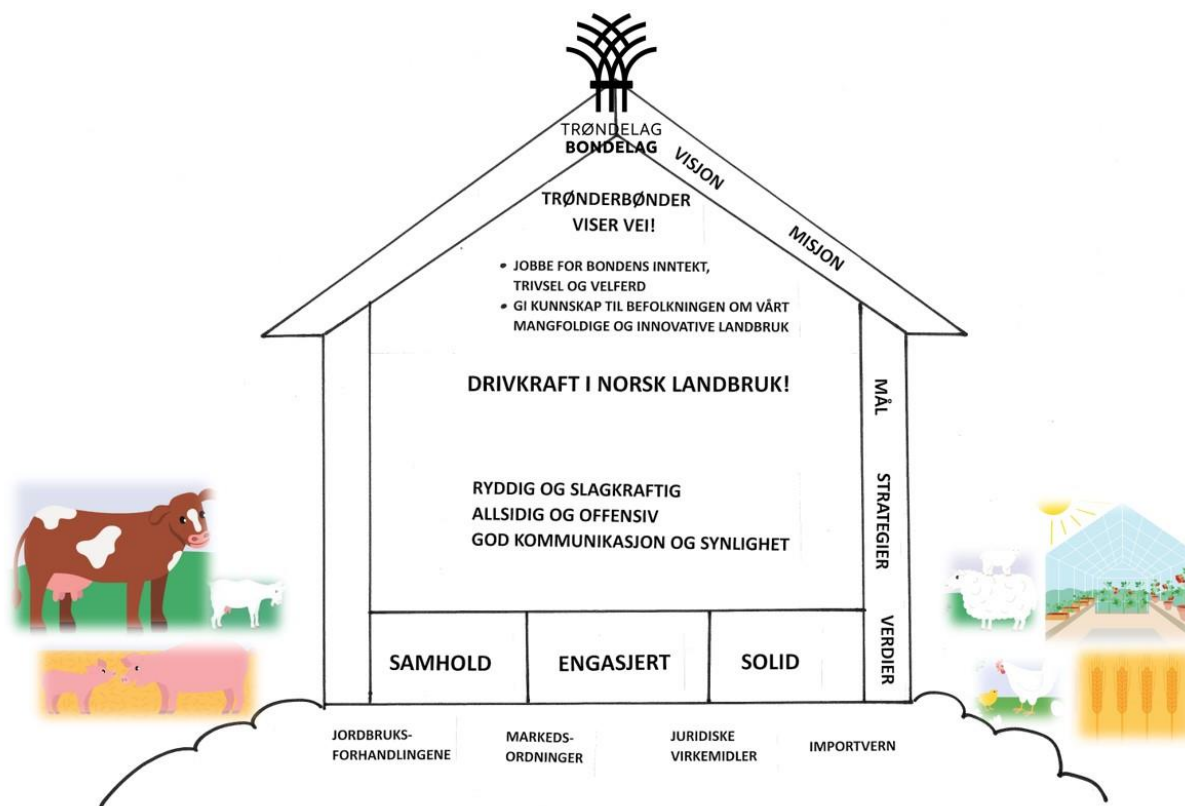 TRØNDELAG
BONDELAG
VISJON
TRØNDERBØNDER
VISER VEI!
MISJON
• JOBBE FOR BONDENS INNTEKT,
TRIVSEL OG VELFERD
• GI KUNNSKAP TIL BEFOLKNINGEN OM VÅRT
MANGFOLDIGE OG INNOVATIVE LANDBRUK
DRIVKRAFT I NORSK LANDBRUK!
MÅL
RYDDIG OG SLAGKRAFTIG
ALLSIDIG OG OFFENSIV
GOD KOMMUNIKASJON OG SYNLIGHET
STRATEGIER
SAMHOLD
ENGASJERT
SOLID
VERDIER
JORDBRUKS-
FORHANDLINGENE
MARKEDS-
ORDNINGER
JURIDISKE
VIRKEMIDLER
IMPORTVERN